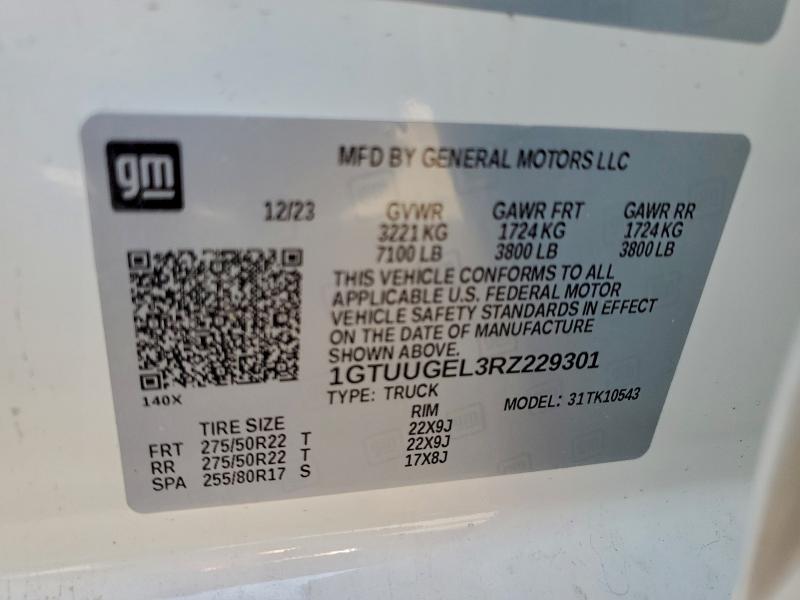 gm
MFD BY GENERAL MOTORS LLC
12/23 GVWR GAWR FRT GAWR RR
3221 KG 1724 KG 1724 KG
7100 LB 3800 LB 3800 LB
THIS VEHICLE CONFORMS TO ALL
APPLICABLE U.S. FEDERAL MOTOR
VEHICLE SAFETY STANDARDS IN EFFECT
ON THE DATE OF MANUFACTURE
SHOWN ABOVE.
1GTUUGEL3RZ229301
140X
TYPE: TRUCK MODEL: 31TK10543
TIRE SIZE RIM
FRT 275/50R22 T 22X9J
RR 275/50R22 T 22X9J
SPA 255/80R17 S 17X8J